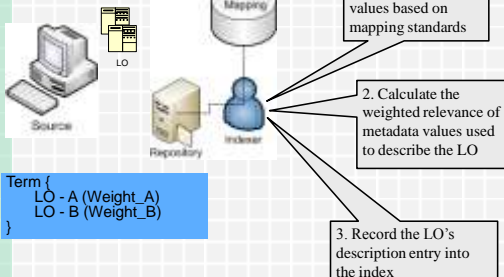 Mapping
values based on
mapping standards
LO
Source
Repository
Indexer
2. Calculate the
weighted relevance of
metadata values used
to describe the LO
Term {
LO - A (Weight_A)
LO - B (Weight_B)
}
3. Record the LO's
description entry into
the index